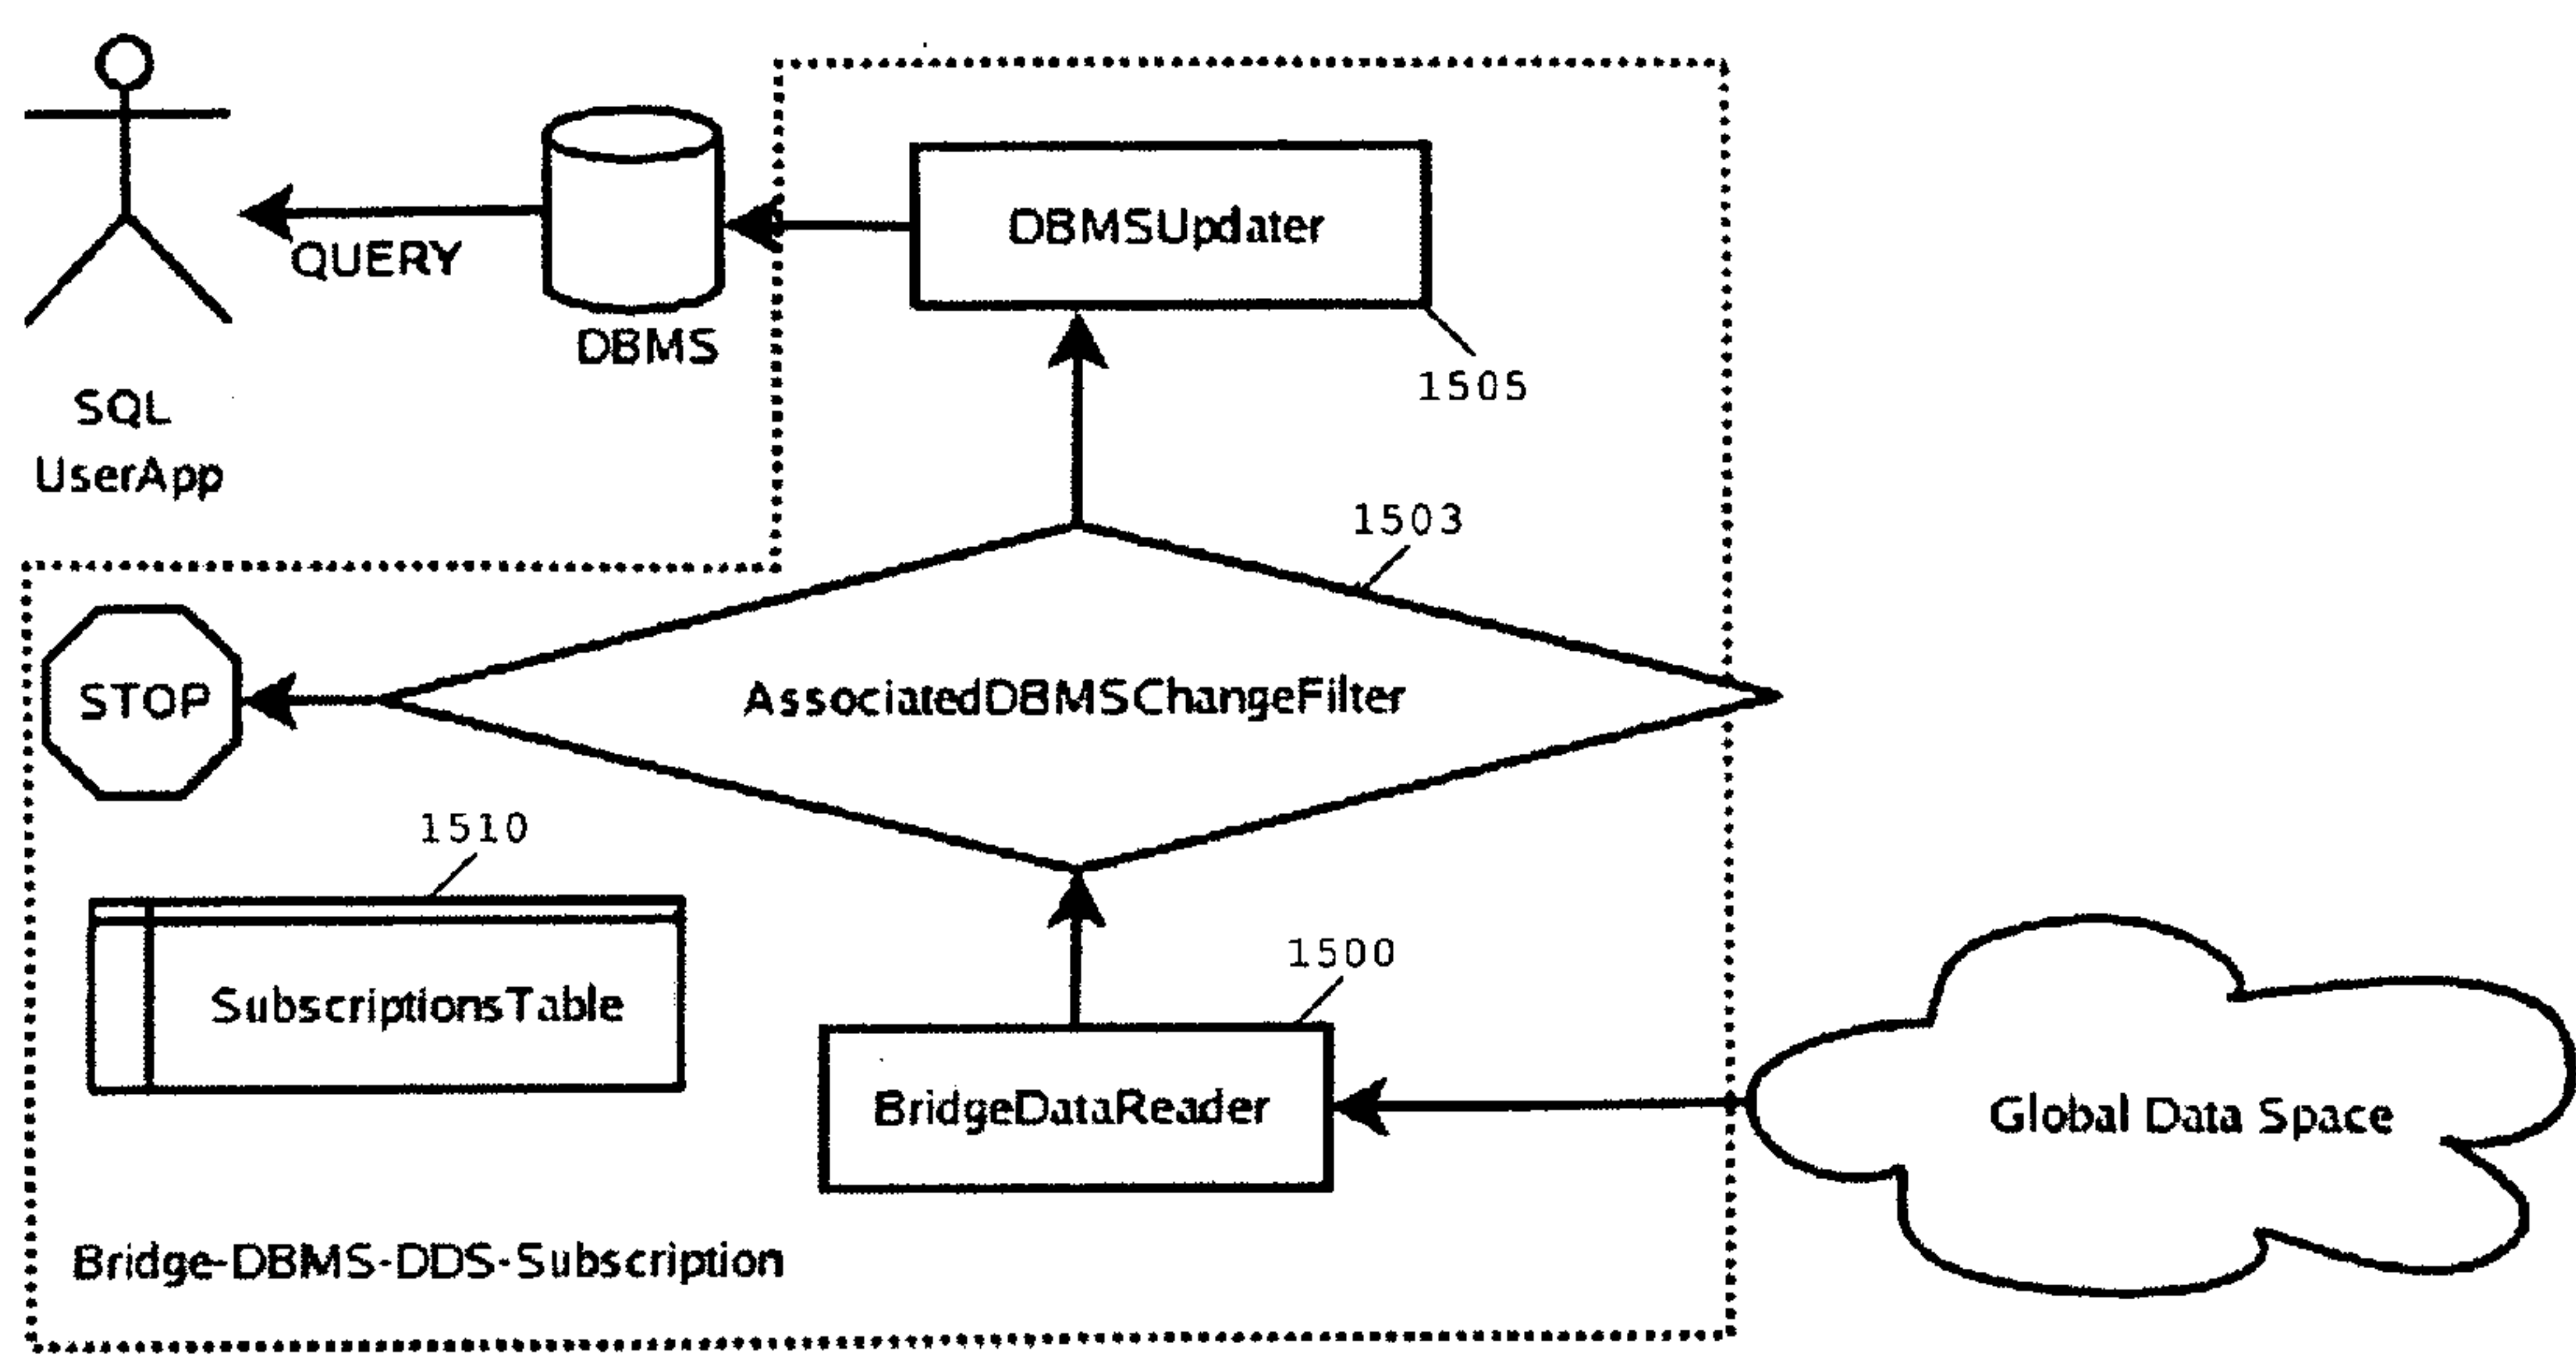 DBMSUpdater
QUERY
DBMS
1505
SQL
UserApp
1503
STOP
AssociatedDBMSChangeFilter
1510
1500
SubscriptionsTable
BridgeDataReader
Global Data Space
Bridge-DBMS-DDS-Subscription